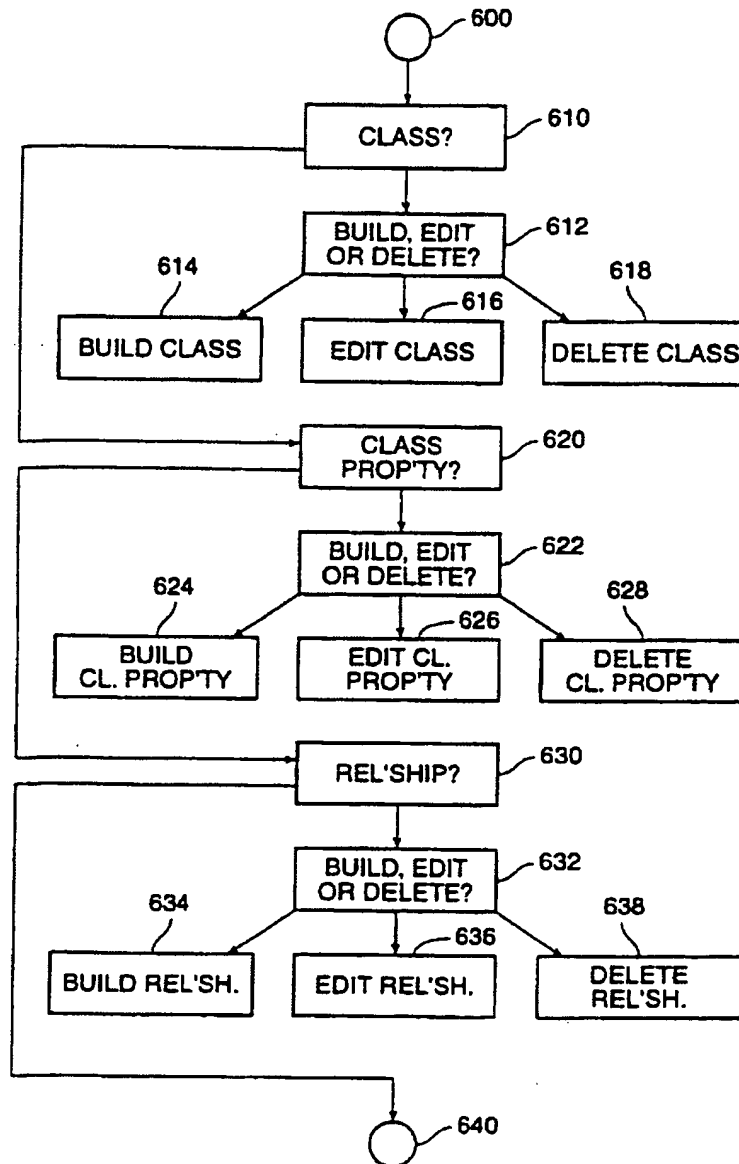 600
CLASS?
610
BUILD, EDIT
OR DELETE?
612
614
616
618
BUILD CLASS
EDIT CLASS
DELETE CLASS
CLASS
PROP'TY?
620
BUILD, EDIT
OR DELETE?
622
624
626
628
BUILD
CL. PROP'TY
EDIT CL.
PROP'TY
DELETE
CL. PROP'TY
REL'SHIP?
630
BUILD, EDIT
OR DELETE?
632
634
636
638
BUILD REL'SH.
EDIT REL'SH.
DELETE
REL'SH.
640